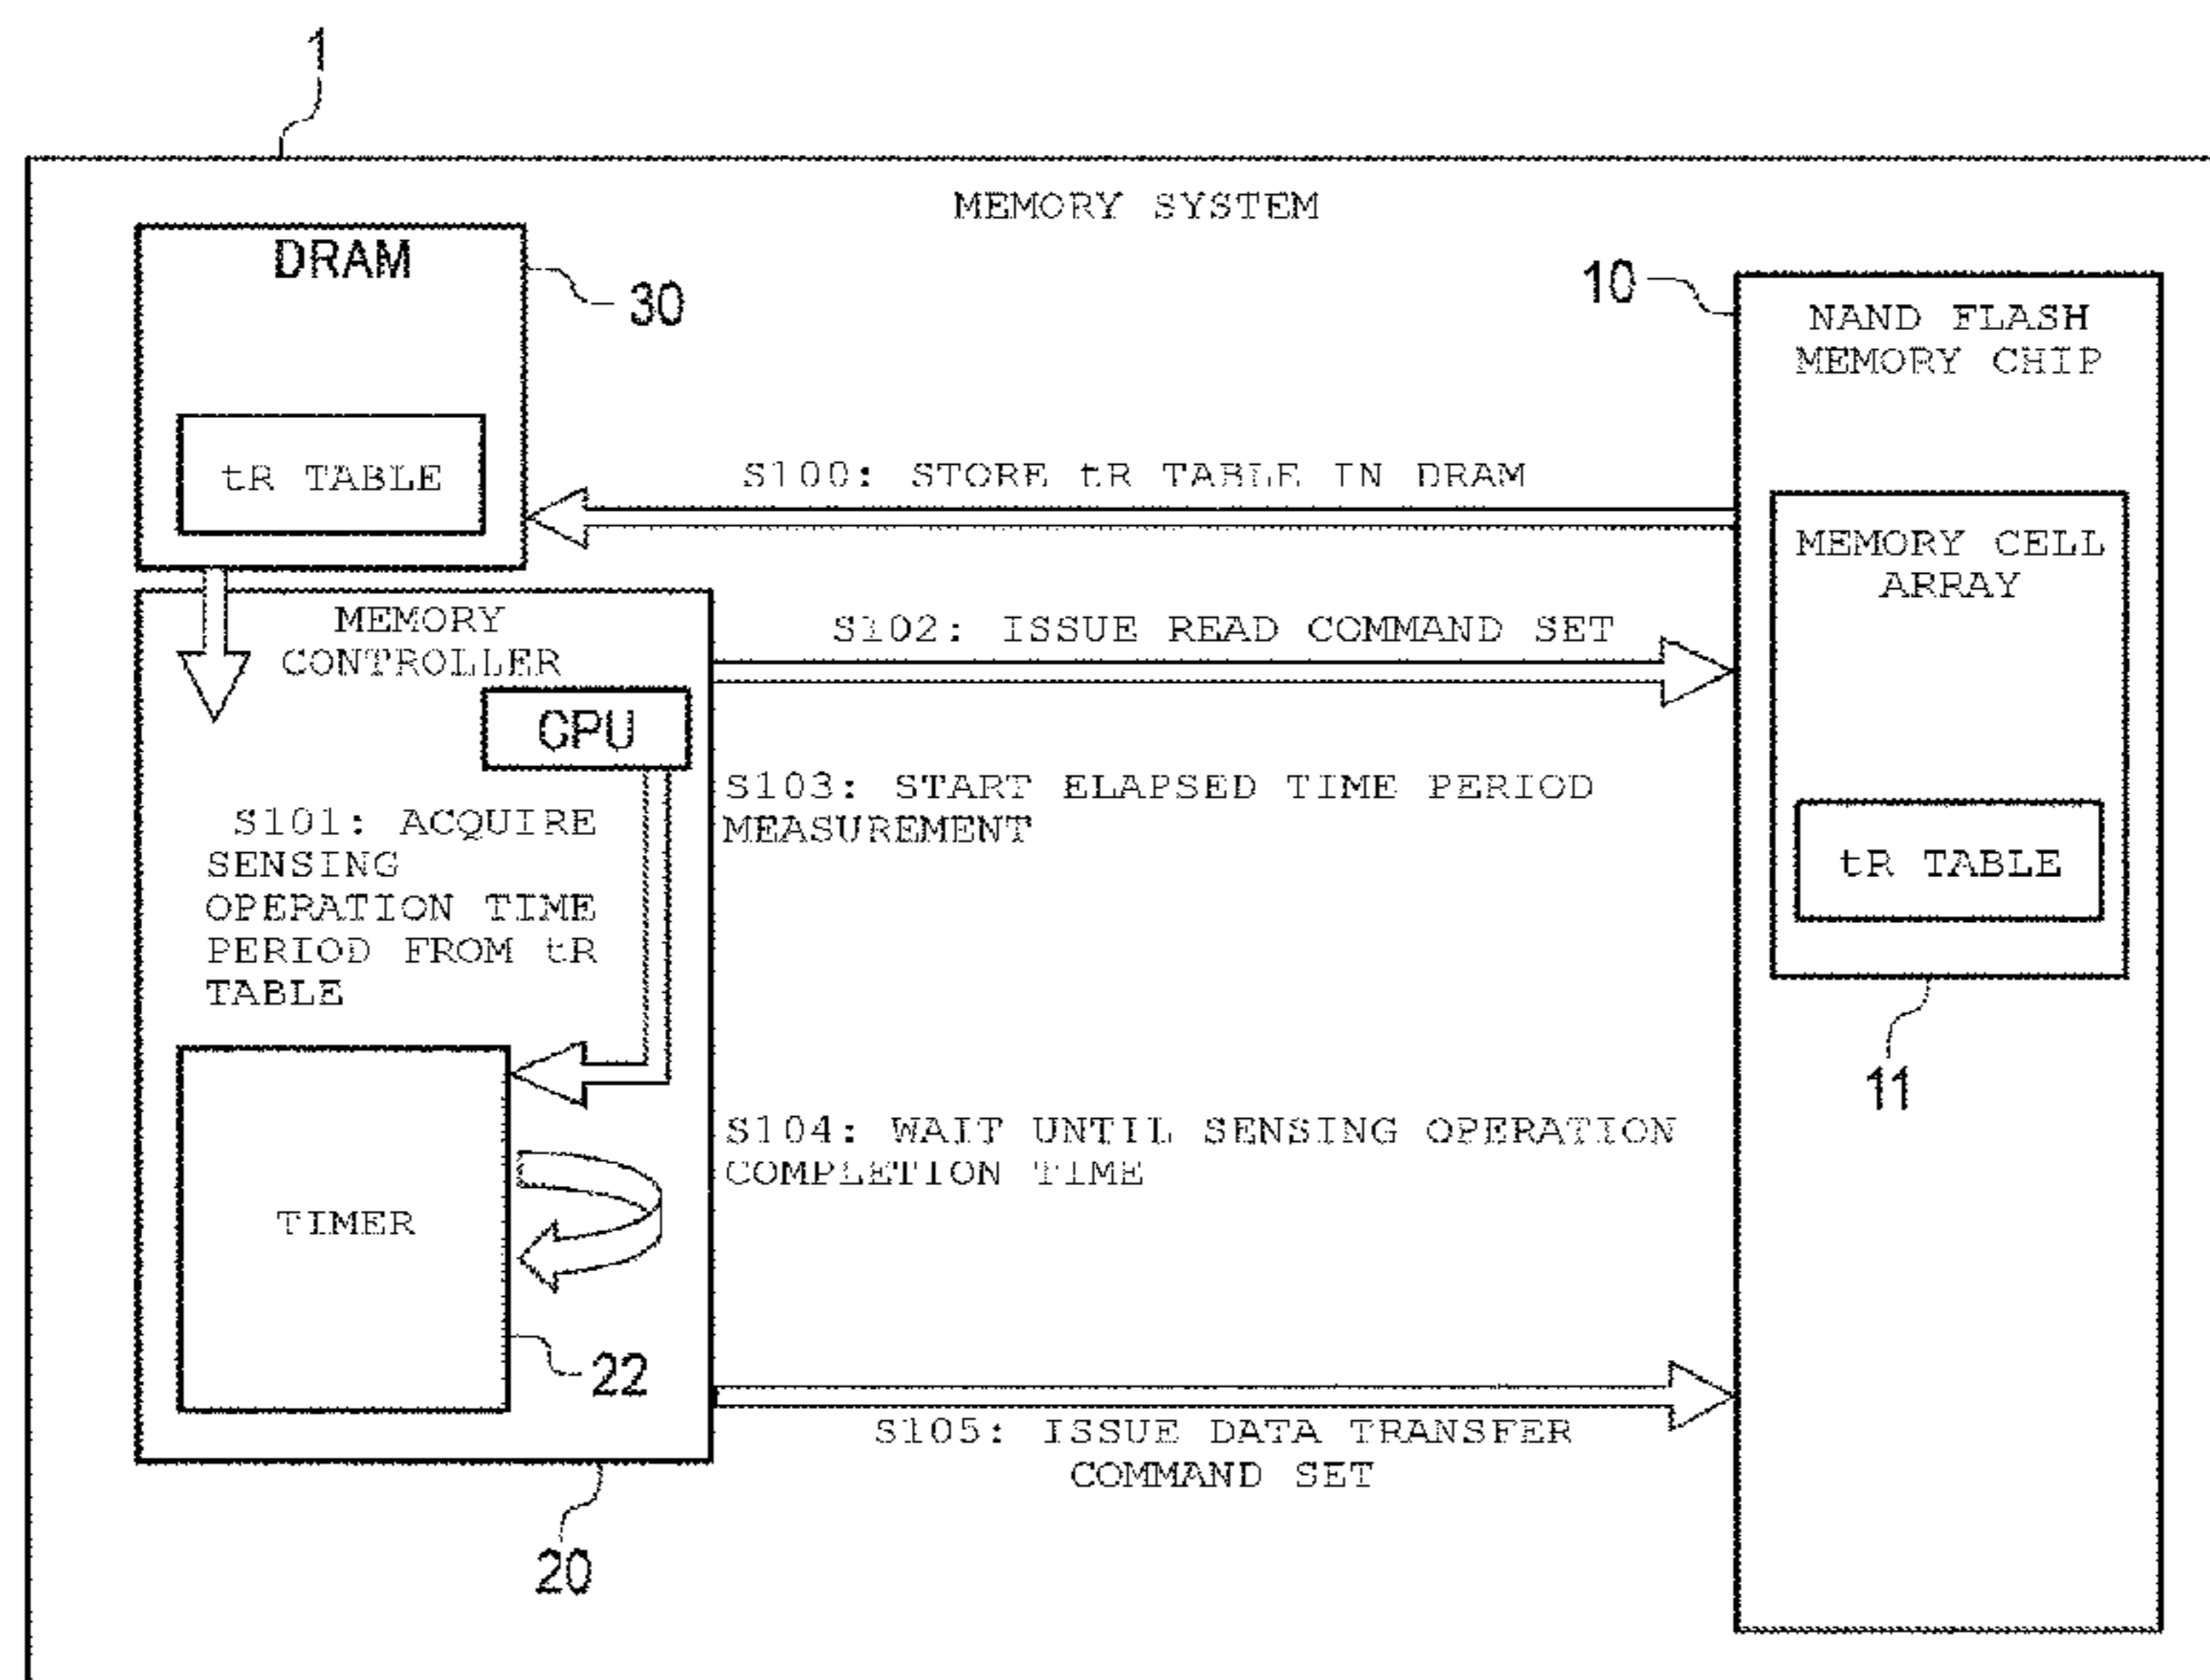 1
MEMORY SYSTEM
DRAM
30
tR TABLE
10
NAND FLASH
MEMORY CHIP
S100: STORE tR TABLE IN DRAM
MEMORY CELL
ARRAY
tR TABLE
11
MEMORY
CONTROLLER
CPU
S102: ISSUE READ COMMAND SET
S103: START ELAPSED TIME PERIOD
MEASUREMENT
S101: ACQUIRE
SENSING
OPERATION TIME
PERIOD FROM tR
TABLE
S104: WAIT UNTIL SENSING OPERATION
COMPLETION TIME
TIMER
22
S105: ISSUE DATA TRANSFER
COMMAND SET
20